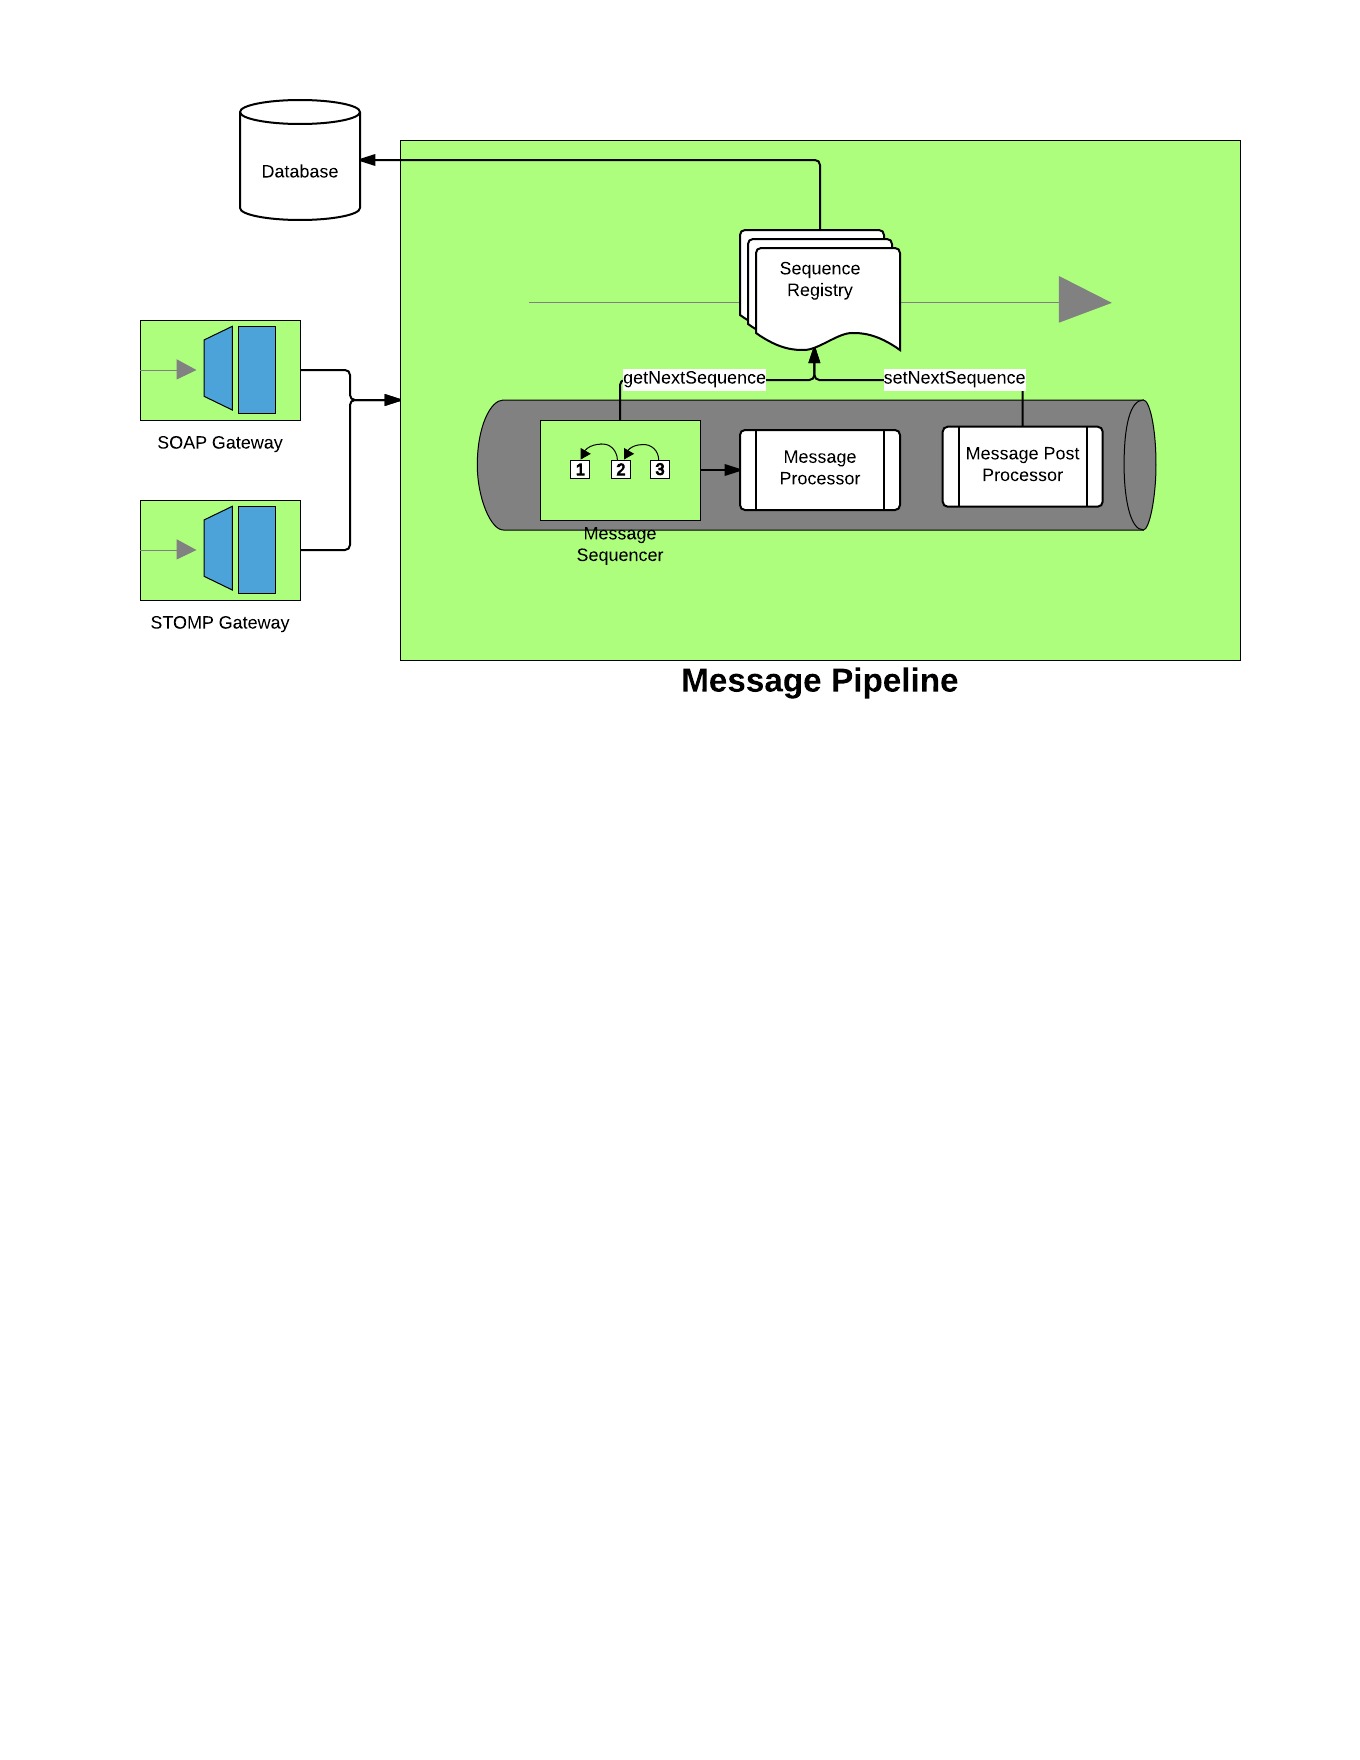 Database
Sequence
Registry
getNextSequence
setNextSequence
SOAP Gateway
1 2 3
Message
Processor
Message Post
Processor
Message
Sequencer
STOMP Gateway
Message Pipeline